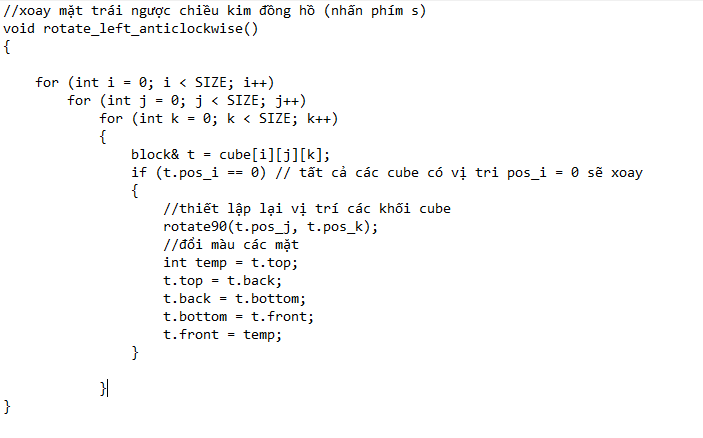 //xoay mặt trái ngược chiều kim đồng hồ (nhấn phím s)
void rotate_left_anticlockwise()
{
for (int i = 0; i < SIZE; i++)
for (int j = 0; j < SIZE; j++)
for (int k = 0; k < SIZE; k++)
{
block& t = cube[i][j][k];
if (t.pos_i == 0) // tất cả các cube có vị tri pos_i = 0 sẽ xoay
{
//thiết lập lại vị trí các khối cube
rotate90(t.pos_j, t.pos_k);
//đổi màu các mặt
int temp = t.top;
t.top = t.back;
t.back = t.bottom;
t.bottom = t.front;
t.front = temp;
}
}
}